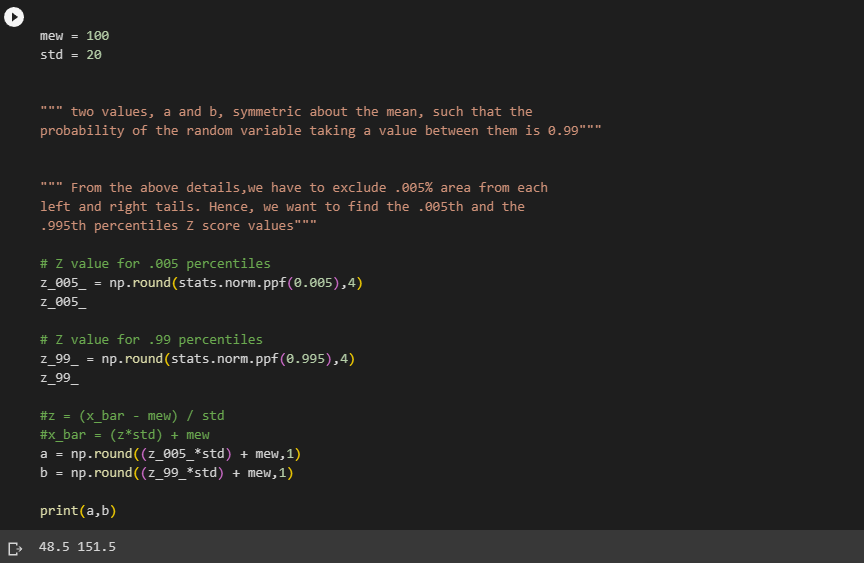 mew = 100
std = 20
""" two values, a and b, symmetric about the mean, such that the
probability of the random variable taking a value between them is 0.99"""
""" From the above details,we have to exclude .005% area from each
left and right tails. Hence, we want to find the .005th and the
.995th percentiles Z score values"""
# Z value for .005 percentiles
z_005_ = np.round(stats.norm.ppf(0.005),4)
z_005_
# Z value for .99 percentiles
z_99_ = np.round(stats.norm.ppf(0.995),4)
z_99_
#z = (x_bar - mew) / std
#x_bar = (z*std) + mew
a = np.round((z_005_*std) + mew,1)
b = np.round((z_99_*std) + mew,1)
print(a,b)
48.5 151.5